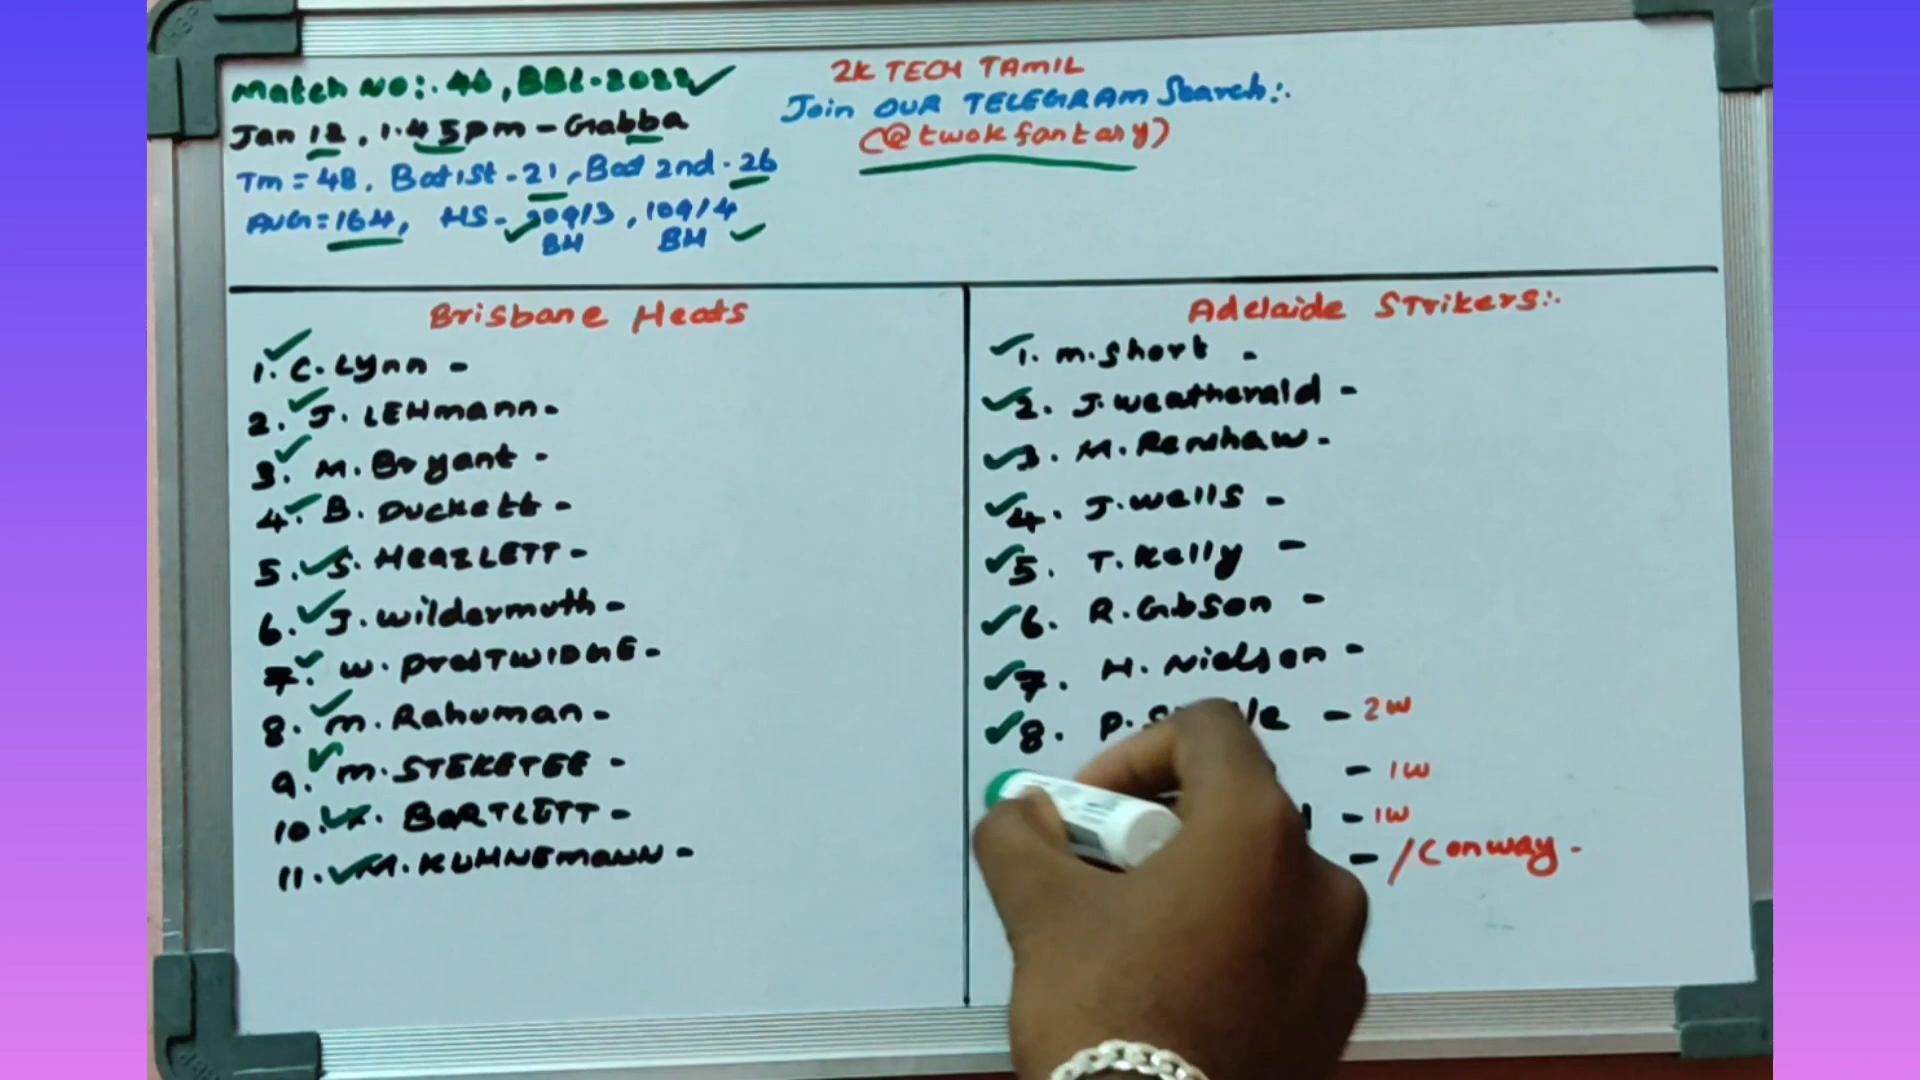 Match No:. 46, BBL-2022
Jan 12, 1.45pm - Gabba
Tm = 48, Bat 1st - 21, Bat 2nd - 26
AVG = 164, HS - 209/3, 109/4
BH BH
2K TECH TAMIL
Join OUR TELEGRAM Search:.
(@twokfantasy)
Brisbane Heats
1. C. Lynn -
2. J. LEHmann -
3. M. Bryant -
4. B. Duckett -
5. S. HEAZLETT -
6. J. wildermuth -
7. W. PresTWIDGE -
8. M. Rahuman -
9. M. STEKETEE -
10. X. BARTLETT -
11. M. KUHNEMANN -
Adelaide Strikers:.
1. M. Short -
2. J. Weatherald -
3. M. Renshaw -
4. J. wells -
5. T. Kelly -
6. R. Gibson -
7. H. Nielsen -
8. P. - 2w
- 1w
- 1w
- / Conway -